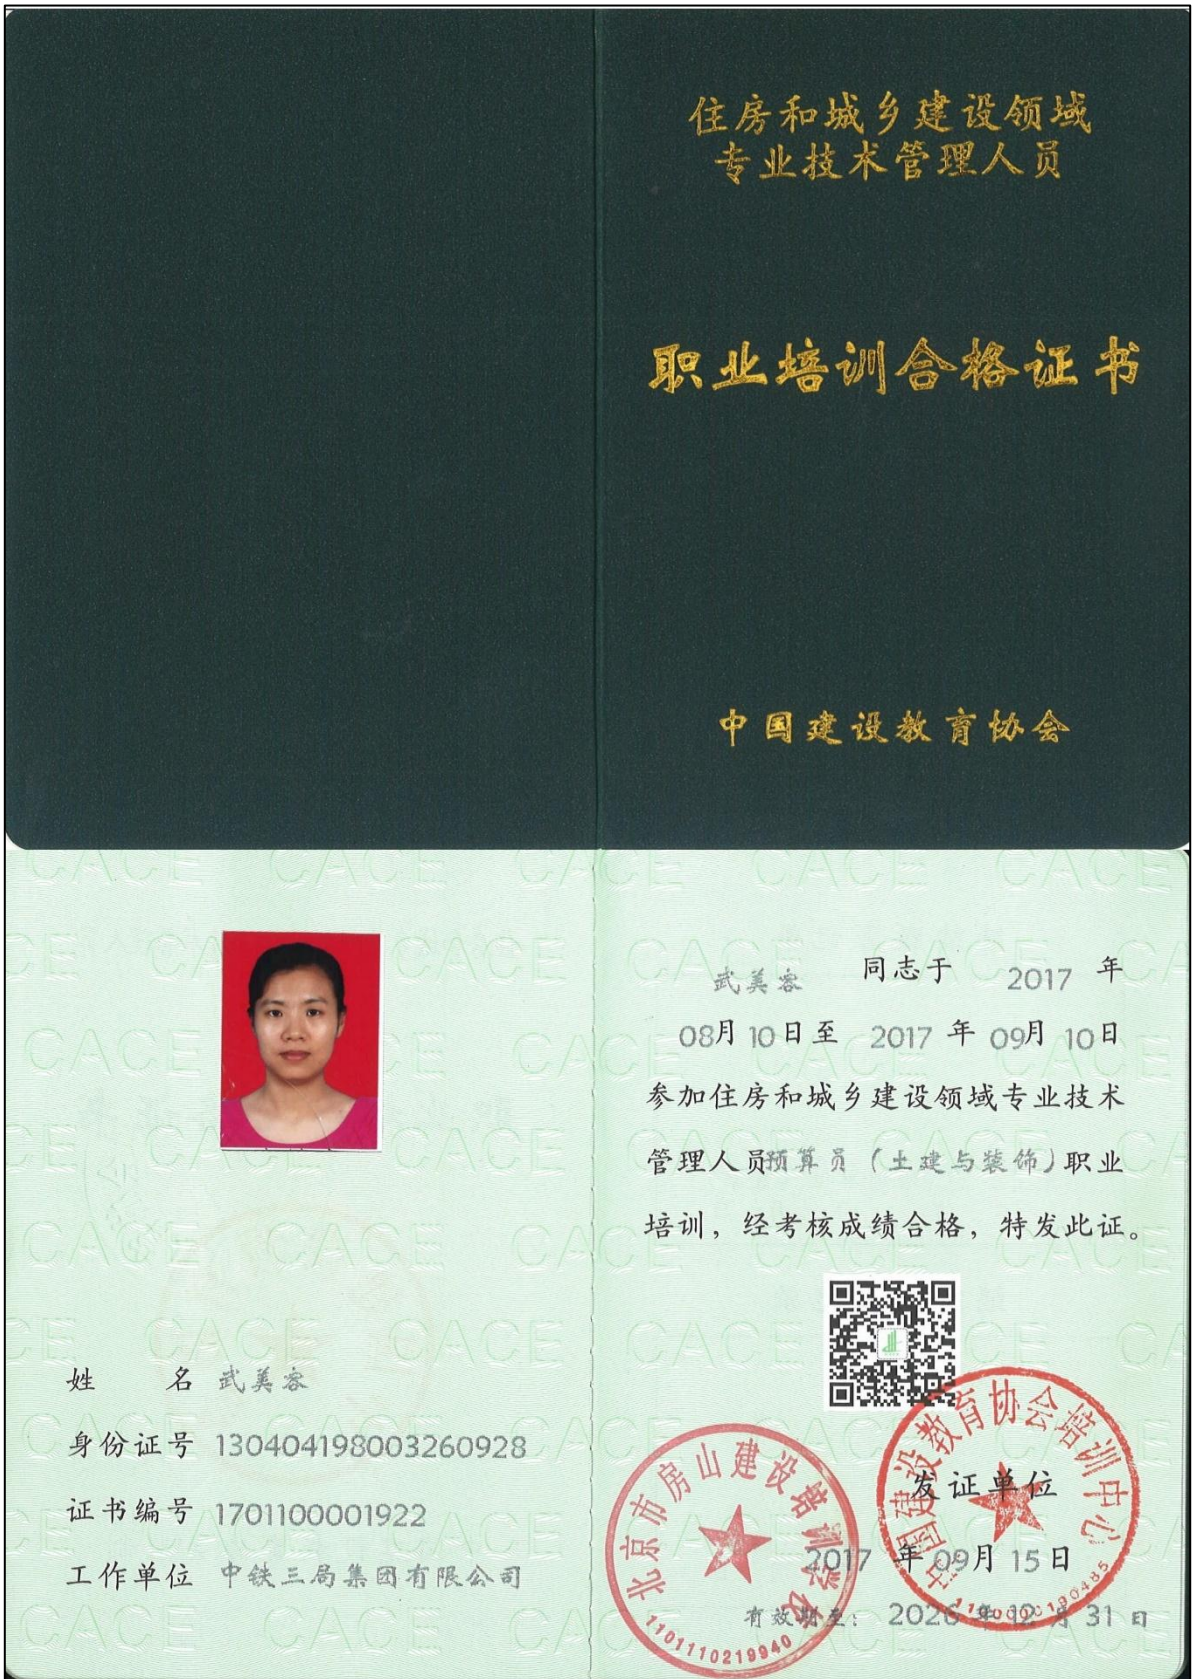 住房和城乡建设领域
专业技术管理人员
职业培训合格证书
中国建设教育协会
武美容 同志于 2017 年
08月 10日至 2017 年 09月 10日
参加住房和城乡建设领域专业技术
管理人员预算员（土建与装饰）职业
培训，经考核成绩合格，特发此证。
姓 名 武美容
身份证号 130404198003260928
证书编号 1701100001922
工作单位 中铁三局集团有限公司
北京市房山建设培训学校
1101110219940
中国建设教育协会培训中心
发证单位
2017 年 09月 15日
有效期至： 2026 年 12 月 31 日
CACE